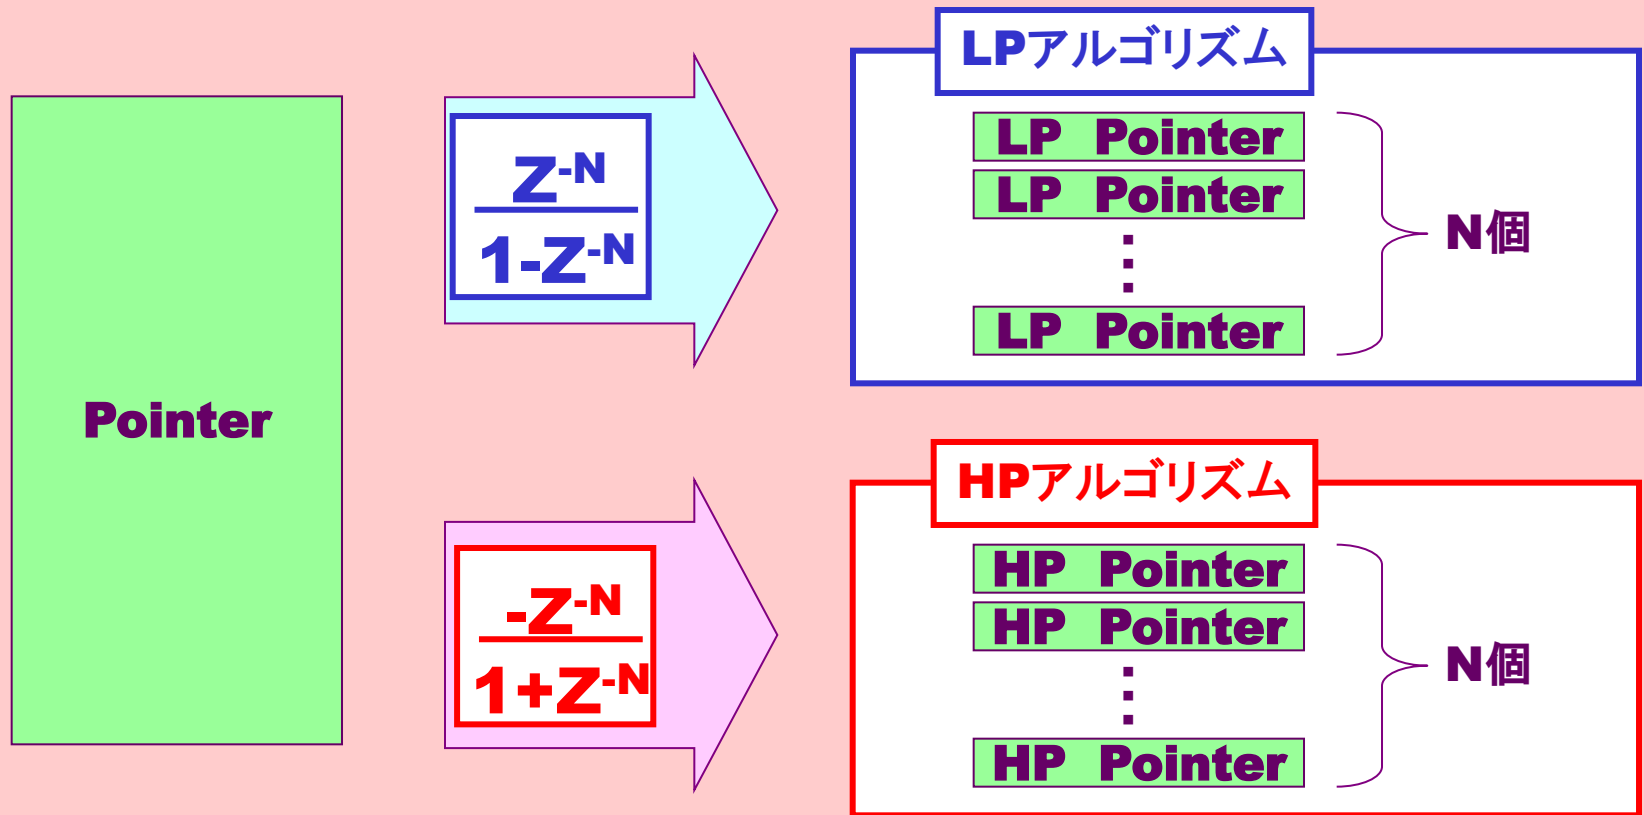 Pointer
Z-N
1-Z-N
LPアルゴリズム
LP Pointer
LP Pointer
LP Pointer
N個
-Z-N
1+Z-N
HPアルゴリズム
HP Pointer
HP Pointer
HP Pointer
N個